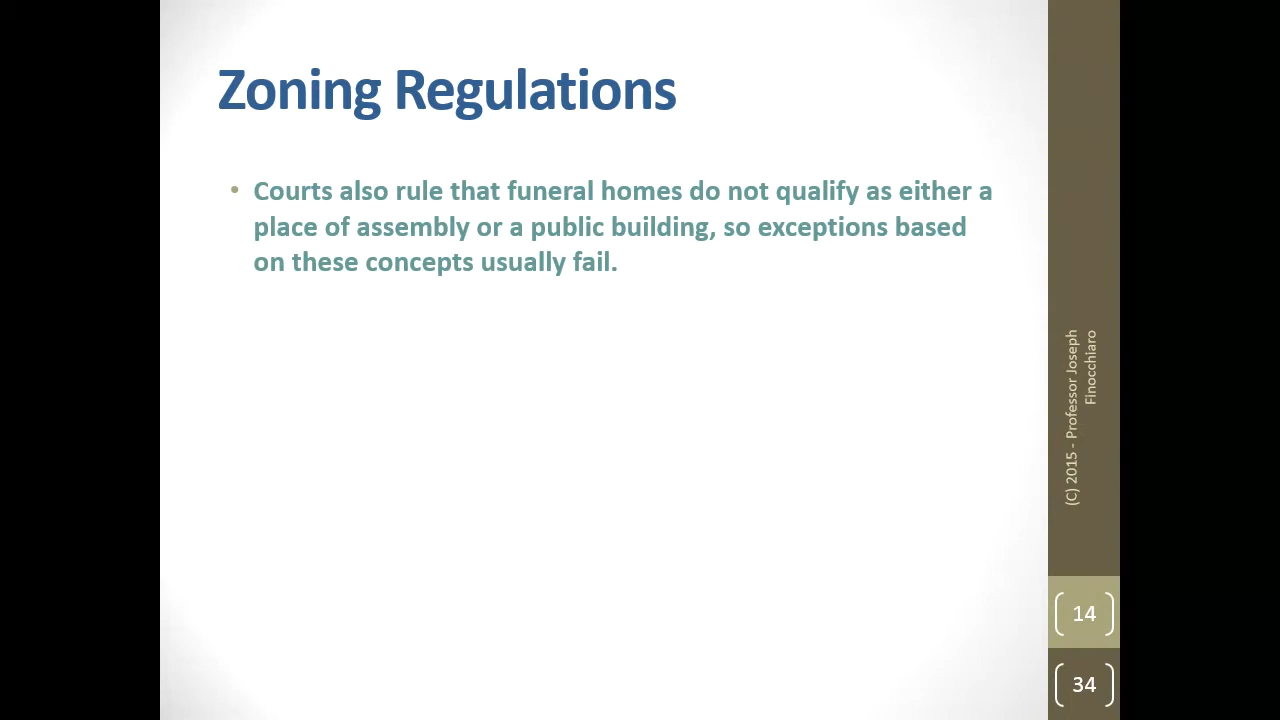 Zoning Regulations
• Courts also rule that funeral homes do not qualify as either a
place of assembly or a public building, so exceptions based
on these concepts usually fail.
(C) 2015 - Professor Joseph
Finocchiaro
14
34